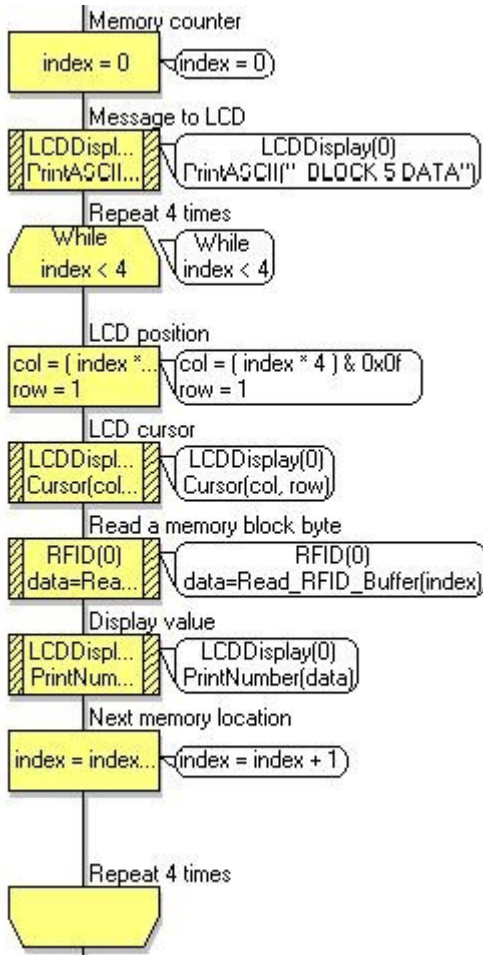 Memory counter
index = 0
index = 0
Message to LCD
LCDDispl...
PrintASCII...
LCDDisplay(0)
PrintASCII("  BLOCK 5 DATA")
Repeat 4 times
While
index < 4
While
index < 4
LCD position
col = ( index *...
row = 1
col = ( index * 4 ) & 0x0f
row = 1
LCD cursor
LCDDispl...
Cursor(col...
LCDDisplay(0)
Cursor(col, row)
Read a memory block byte
RFID(0)
data=Rea...
RFID(0)
data=Read_RFID_Buffer(index)
Display value
LCDDispl...
PrintNum...
LCDDisplay(0)
PrintNumber(data)
Next memory location
index = index...
index = index + 1
Repeat 4 times